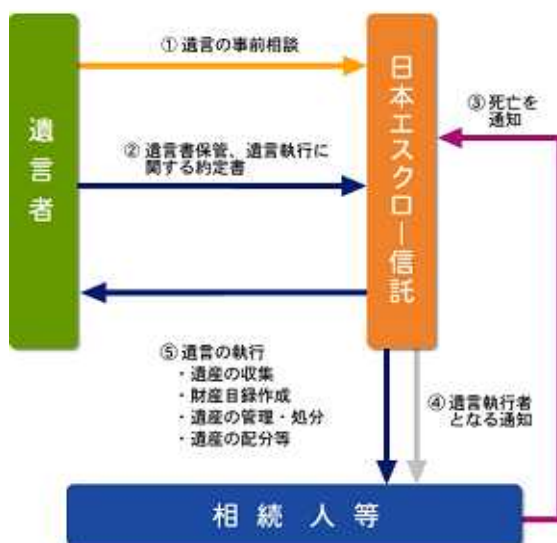 ① 遺言の事前相談
遺言者
日本エスクロー信託
③ 死亡を
通知
② 遺言書保管、遺言執行に
関する約定書
⑤ 遺言の執行
・遺産の収集
・財産目録作成
・遺産の管理・処分
・遺産の配分等
④ 遺言執行者
となる通知
相続人等